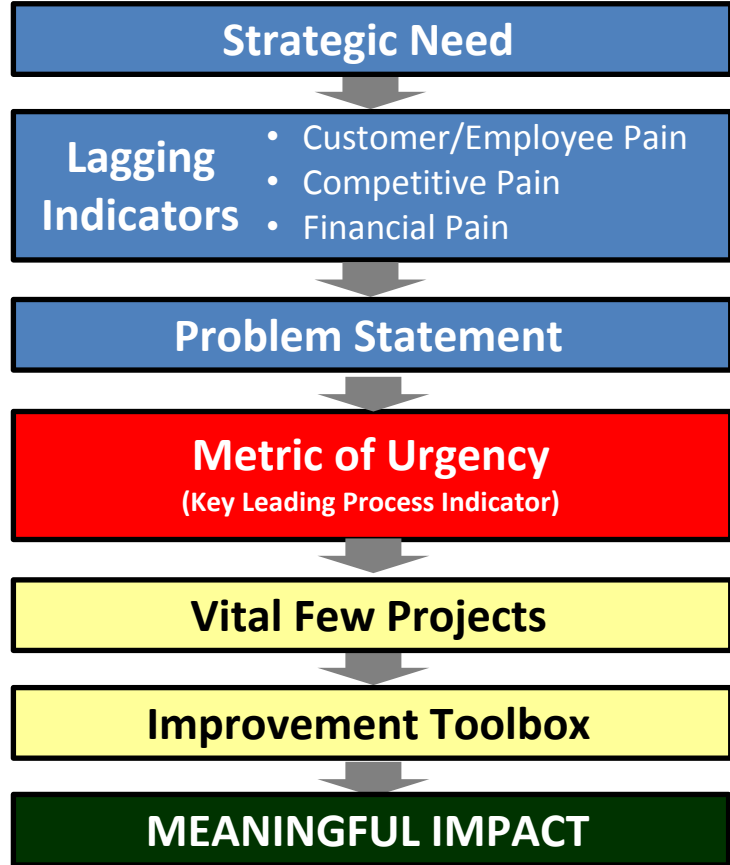 Strategic Need
Lagging
Indicators
• Customer/Employee Pain
• Competitive Pain
• Financial Pain
Problem Statement
Metric of Urgency
(Key Leading Process Indicator)
Vital Few Projects
Improvement Toolbox
MEANINGFUL IMPACT